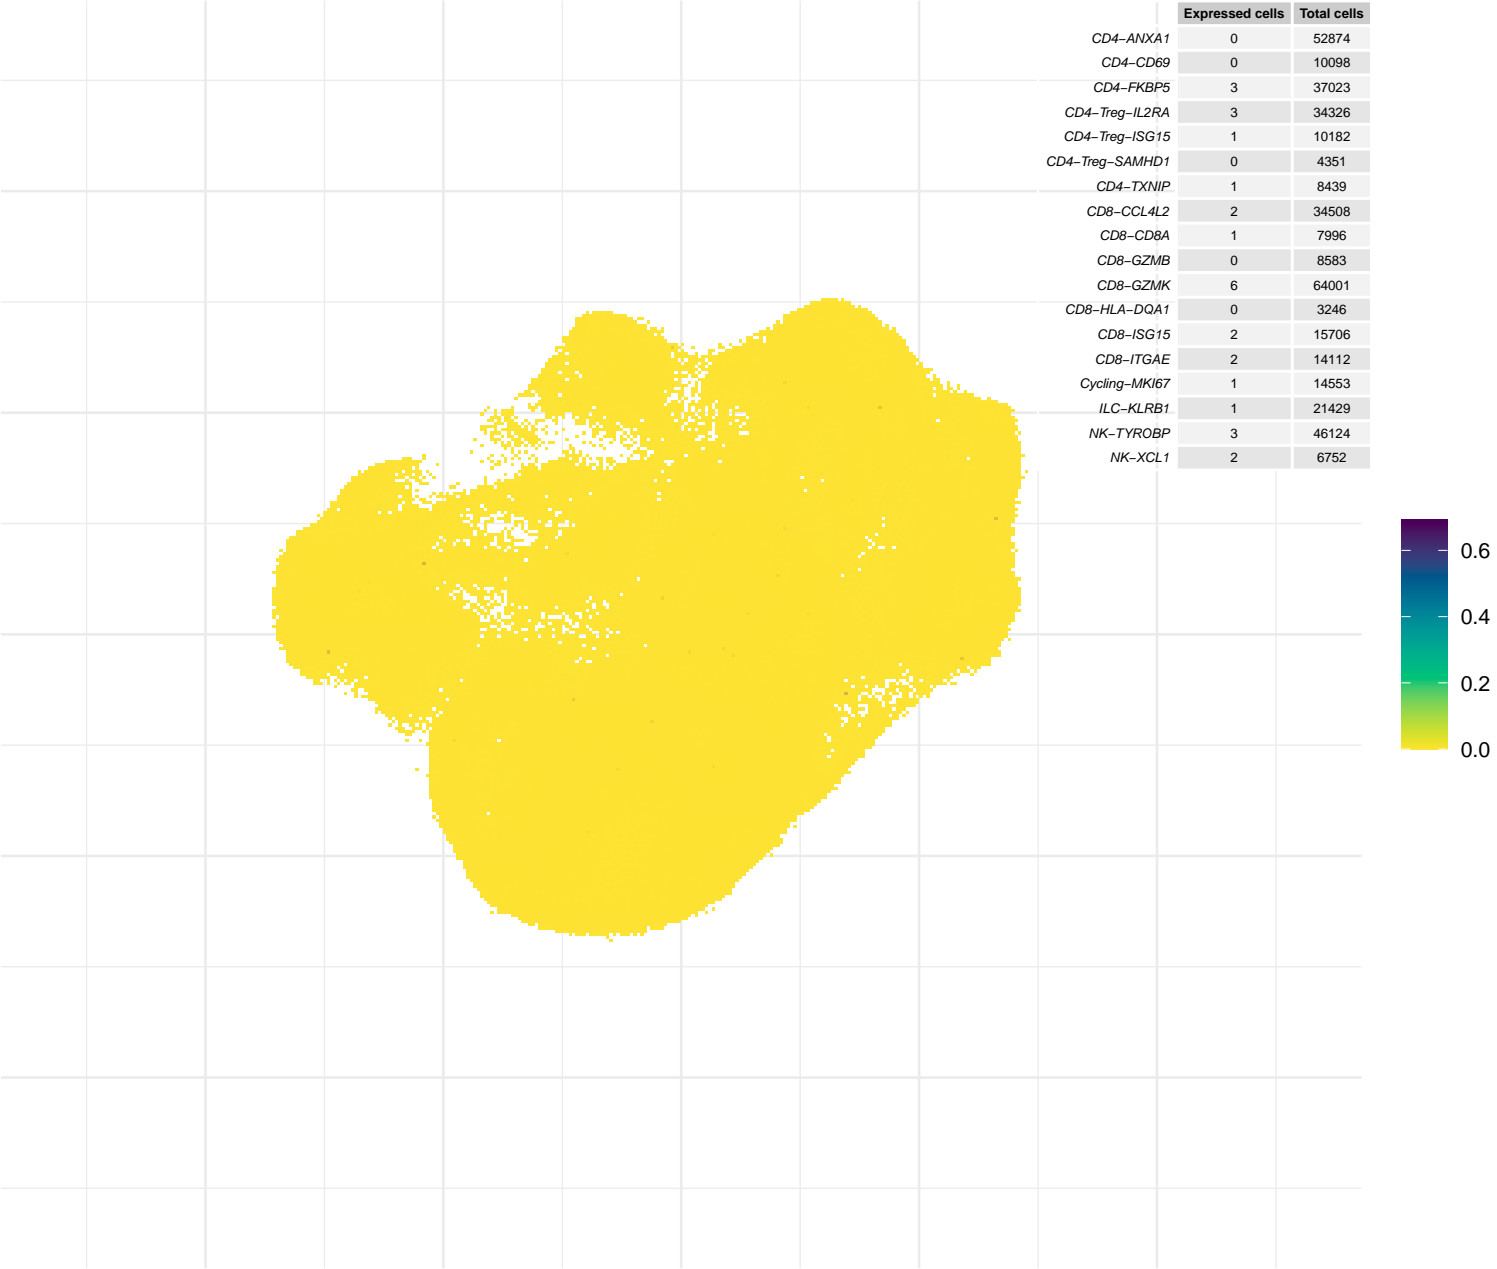 Expressed cells Total cells
CD4−ANXA1 0 52874
CD4−CD69 0 10098
CD4−FKBP5 3 37023
CD4−Treg−IL2RA 3 34326
CD4−Treg−ISG15 1 10182
CD4−Treg−SAMHD1 0 4351
CD4−TXNIP 1 8439
CD8−CCL4L2 2 34508
CD8−CD8A 1 7996
CD8−GZMB 0 8583
CD8−GZMK 6 64001
CD8−HLA−DQA1 0 3246
CD8−ISG15 2 15706
CD8−ITGAE 2 14112
Cycling−MKI67 1 14553
ILC−KLRB1 1 21429
NK−TYROBP 3 46124
NK−XCL1 2 6752
0.6
0.4
0.2
0.0